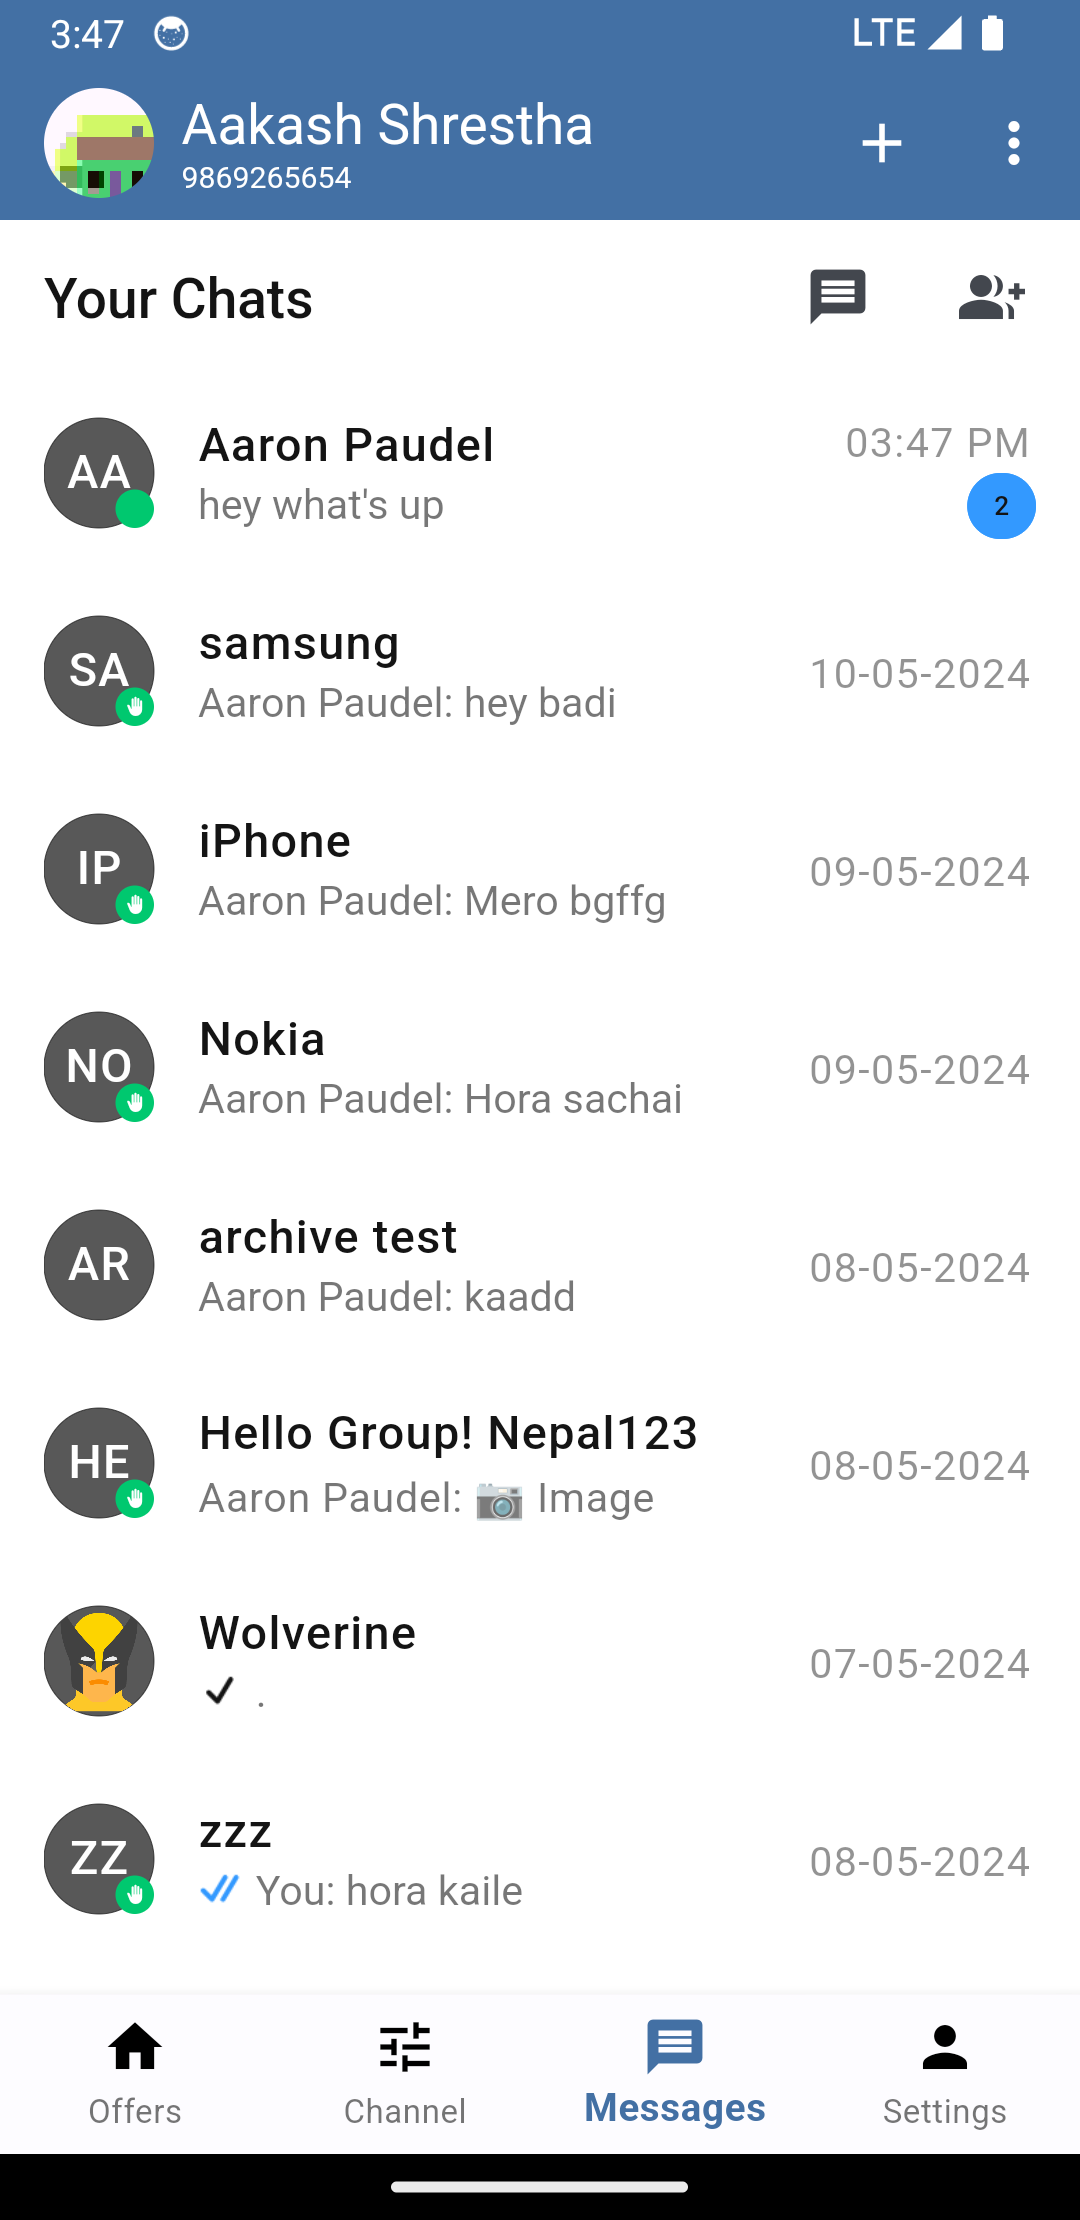 3:47 LTE
Aakash Shrestha
9869265654
Your Chats
AA Aaron Paudel 03:47 PM
hey what's up 2
SA samsung 10-05-2024
Aaron Paudel: hey badi
IP iPhone 09-05-2024
Aaron Paudel: Mero bgffg
NO Nokia 09-05-2024
Aaron Paudel: Hora sachai
AR archive test 08-05-2024
Aaron Paudel: kaadd
HE Hello Group! Nepal123 08-05-2024
Aaron Paudel: 📷 Image
Wolverine 07-05-2024
✓ .
ZZ zzz 08-05-2024
You: hora kaile
Offers Channel Messages Settings